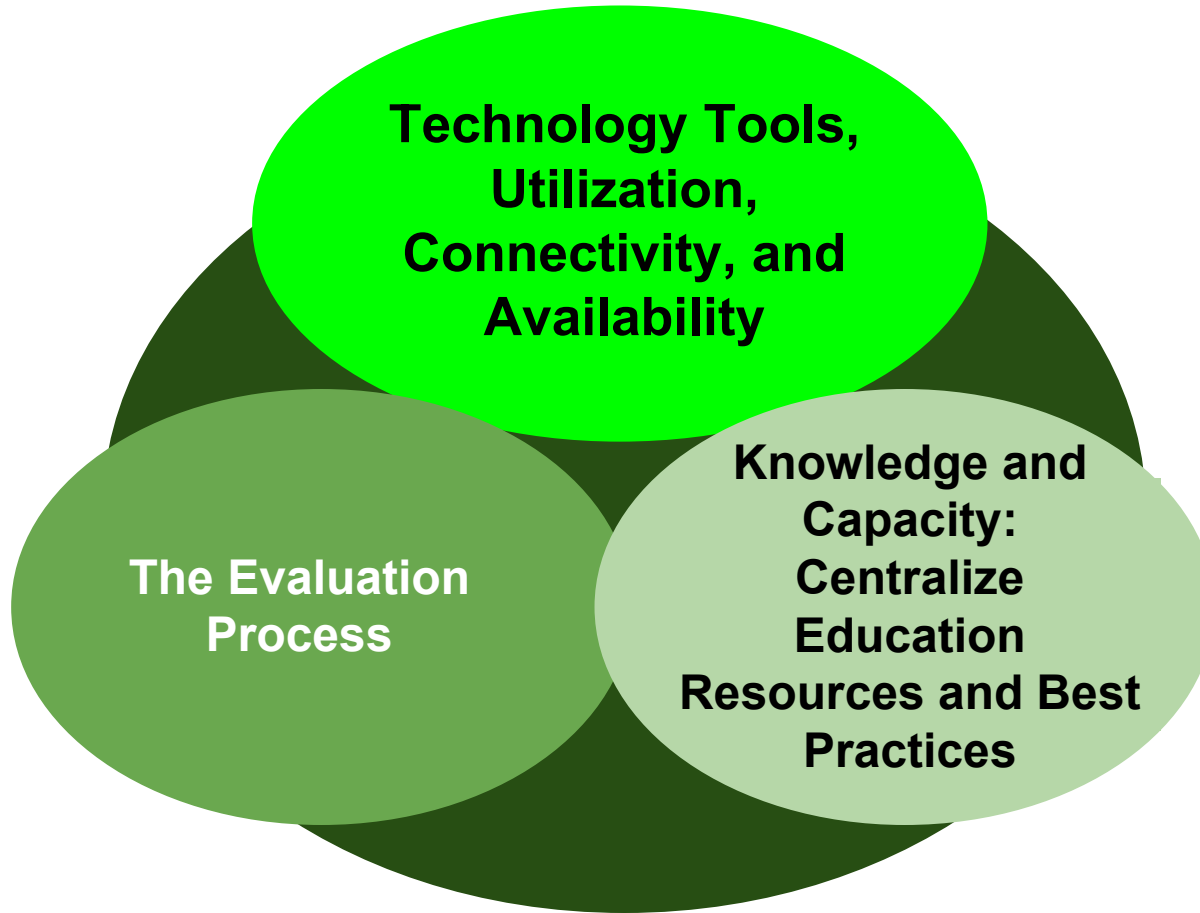 Technology Tools,
Utilization,
Connectivity, and
Availability
The Evaluation
Process
Knowledge and
Capacity:
Centralize
Education
Resources and Best
Practices